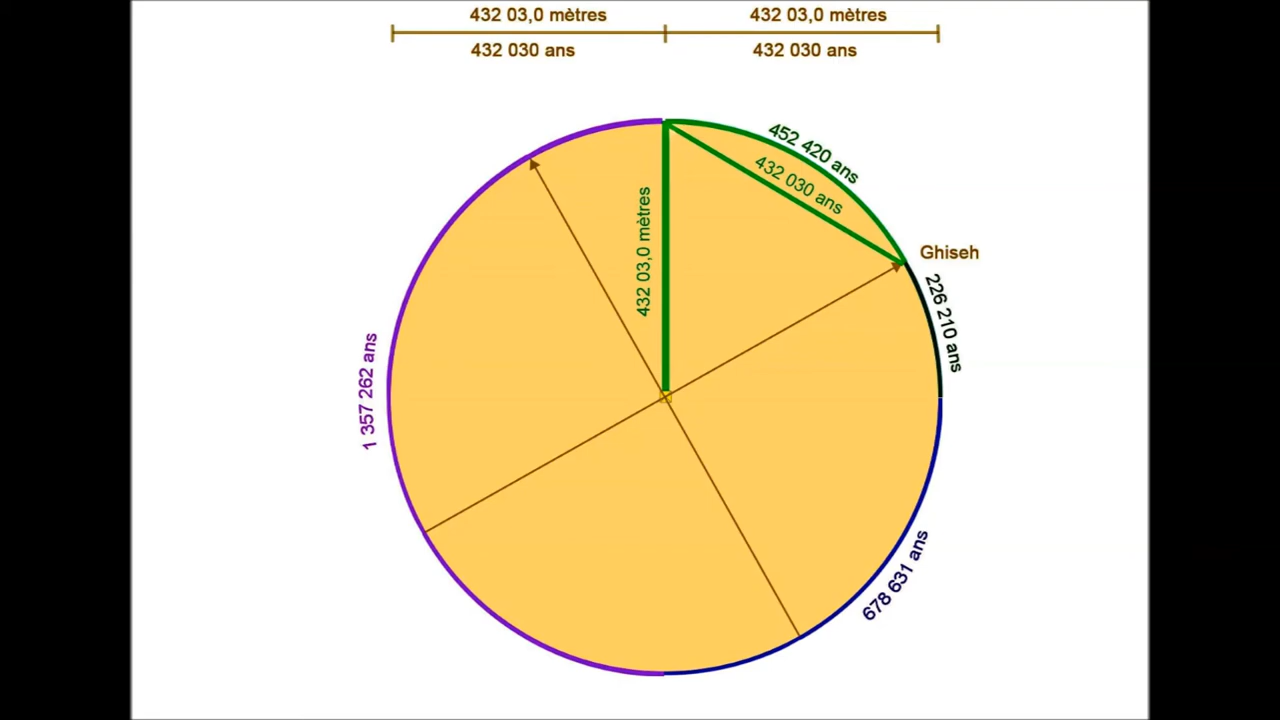 432 03,0 mètres
432 03,0 mètres
432 030 ans
432 030 ans
452 420 ans
432 030 ans
432 03,0 mètres
Ghiseh
226 210 ans
1 357 262 ans
678 631 ans